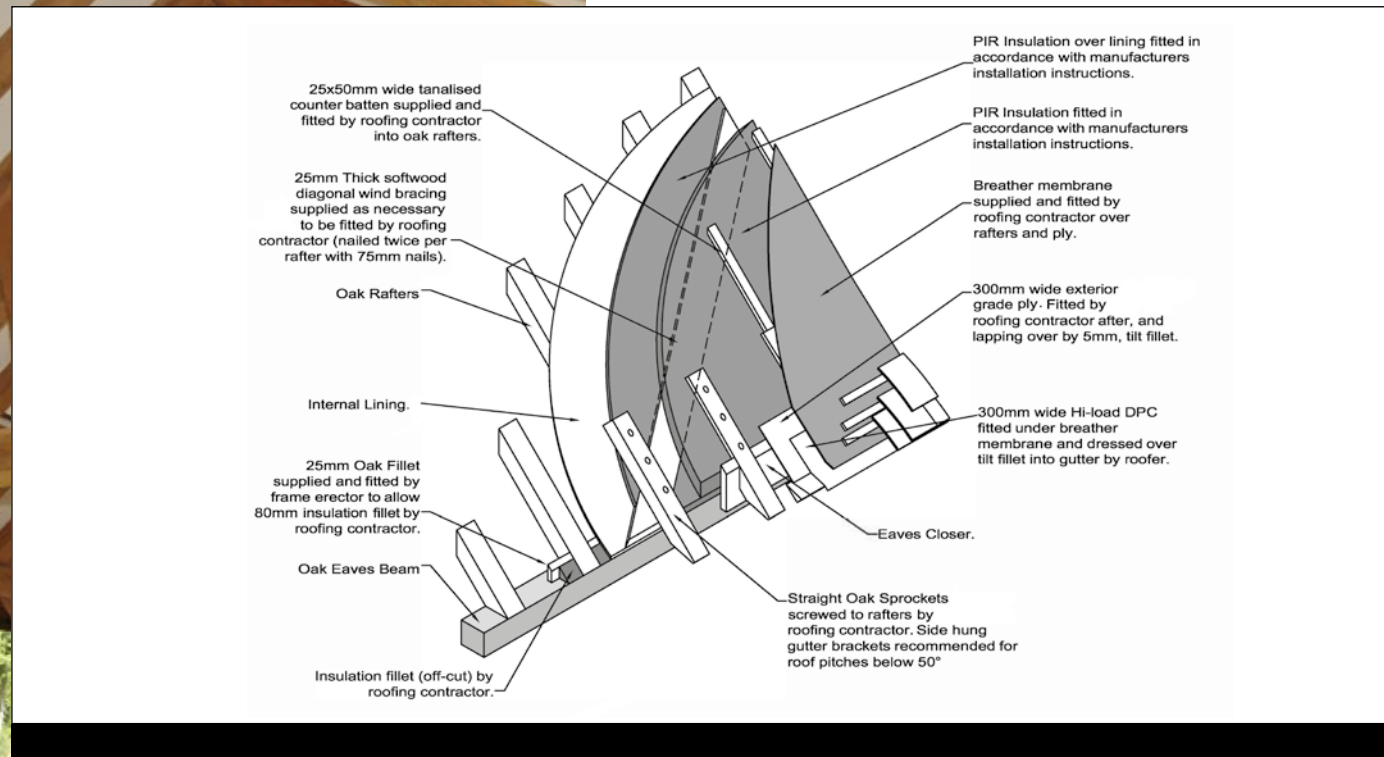 25x50mm wide tanalised
counter batten supplied and
fitted by roofing contractor
into oak rafters.
25mm Thick softwood
diagonal wind bracing
supplied as necessary
to be fitted by roofing
contractor (nailed twice per
rafter with 75mm nails).
Oak Rafters
Internal Lining.
25mm Oak Fillet
supplied and fitted by
frame erector to allow
80mm insulation fillet by
roofing contractor.
Oak Eaves Beam
Insulation fillet (off-cut) by
roofing contractor.
PIR Insulation over lining fitted in
accordance with manufacturers
installation instructions.
PIR Insulation fitted in
accordance with manufacturers
installation instructions.
Breather membrane
supplied and fitted by
roofing contractor over
rafters and ply.
300mm wide exterior
grade ply. Fitted by
roofing contractor after, and
lapping over by 5mm, tilt fillet.
300mm wide Hi-load DPC
fitted under breather
membrane and dressed over
tilt fillet into gutter by roofer.
Eaves Closer.
Straight Oak Sprockets
screwed to rafters by
roofing contractor. Side hung
gutter brackets recommended for
roof pitches below 50°